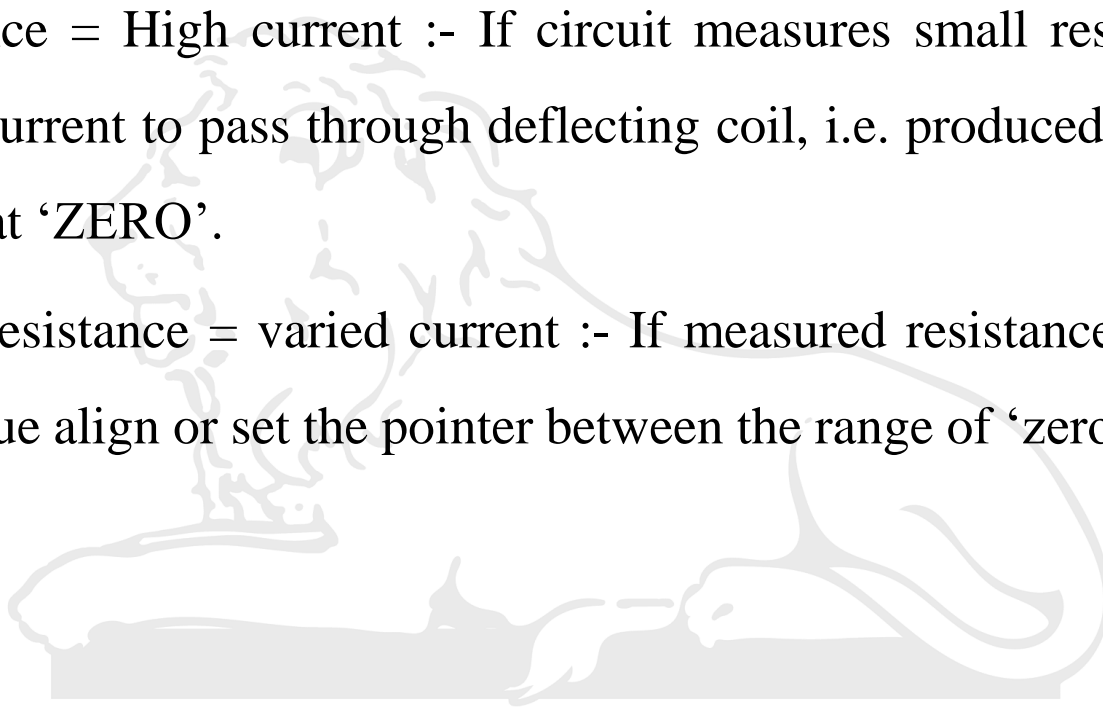 ce = High current :- If circuit measures small res
urrent to pass through deflecting coil, i.e. produced
at ‘ZERO’.
esistance = varied current :- If measured resistance
ue align or set the pointer between the range of ‘zero